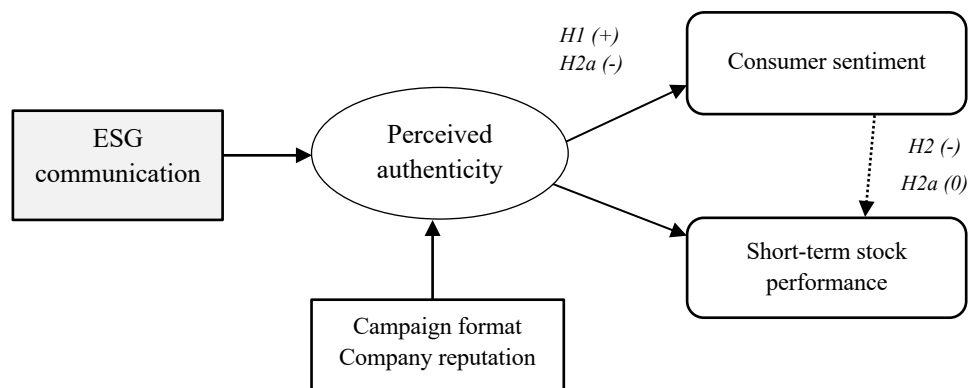 H1 (+)
H2a (-)
Consumer sentiment
ESG
communication
Perceived
authenticity
H2 (-)
H2a (0)
Short-term stock
performance
Campaign format
Company reputation